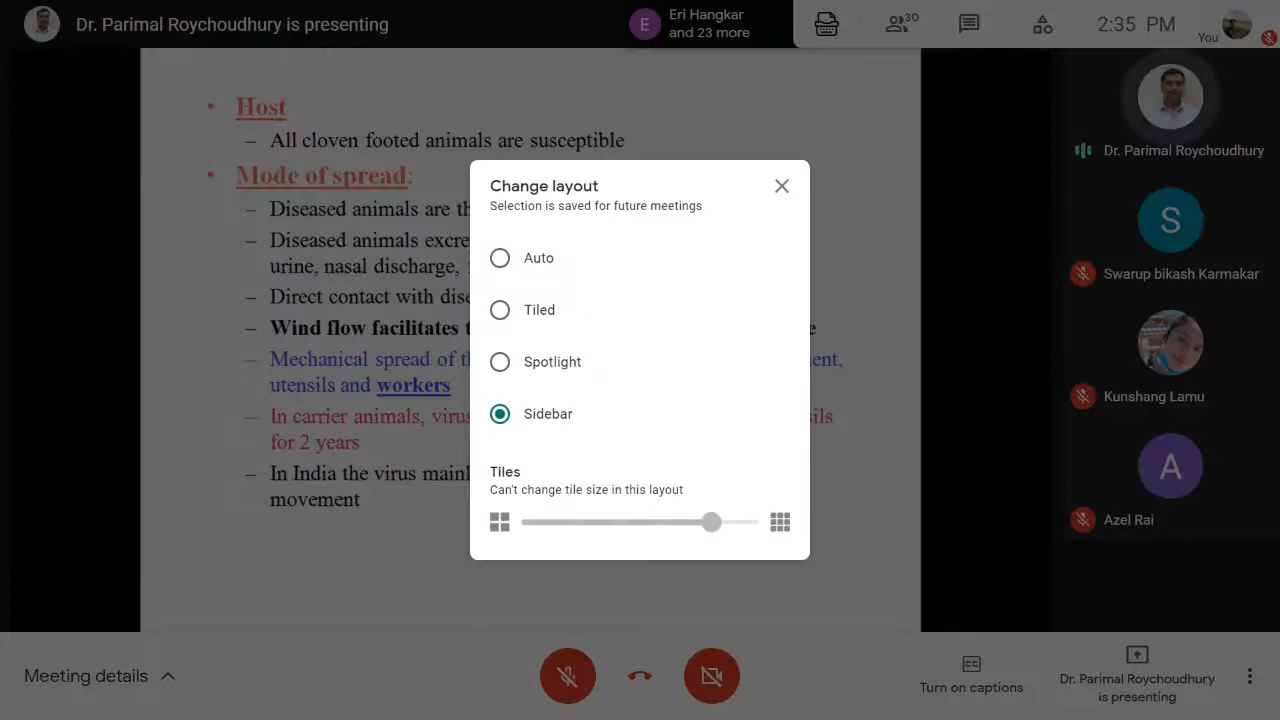 Dr. Parimal Roychoudhury is presenting
E
Eri Hangkar
and 23 more
30
2:35 PM
You
• Host
– All cloven footed animals are susceptible
• Mode of spread:
– Diseased animals are th
– Diseased animals excre
urine, nasal discharge,
– Direct contact with dise
– Wind flow facilitates t e
– Mechanical spread of th ent,
utensils and workers
– In carrier animals, virus sils
for 2 years
– In India the virus mainl
movement
Change layout
Selection is saved for future meetings
Auto
Tiled
Spotlight
Sidebar
Tiles
Can't change tile size in this layout
Dr. Parimal Roychoudhury
S
Swarup bikash Karmakar
Kunshang Lamu
A
Azel Rai
Meeting details
CC
Turn on captions
Dr. Parimal Roychoudhury
is presenting